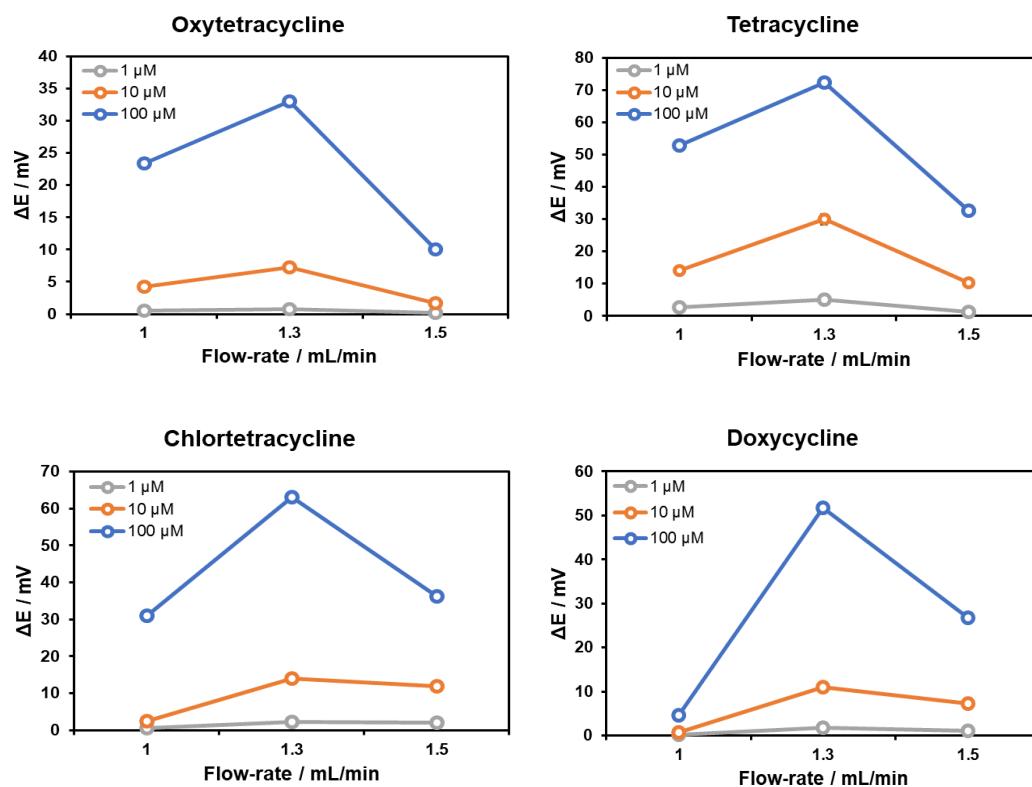 Oxytetracycline
40
35
30
25
20
15
10
5
0
ΔE / mV
1 µM
10 µM
100 µM
1
1.3
1.5
Flow-rate / mL/min
Tetracycline
80
70
60
50
40
30
20
10
0
ΔE / mV
1 µM
10 µM
100 µM
1
1.3
1.5
Flow-rate / mL/min
Chlortetracycline
70
60
50
40
30
20
10
0
ΔE / mV
1 µM
10 µM
100 µM
1
1.3
1.5
Flow-rate / mL/min
Doxycycline
60
50
40
30
20
10
0
ΔE / mV
1 µM
10 µM
100 µM
1
1.3
1.5
Flow-rate / mL/min